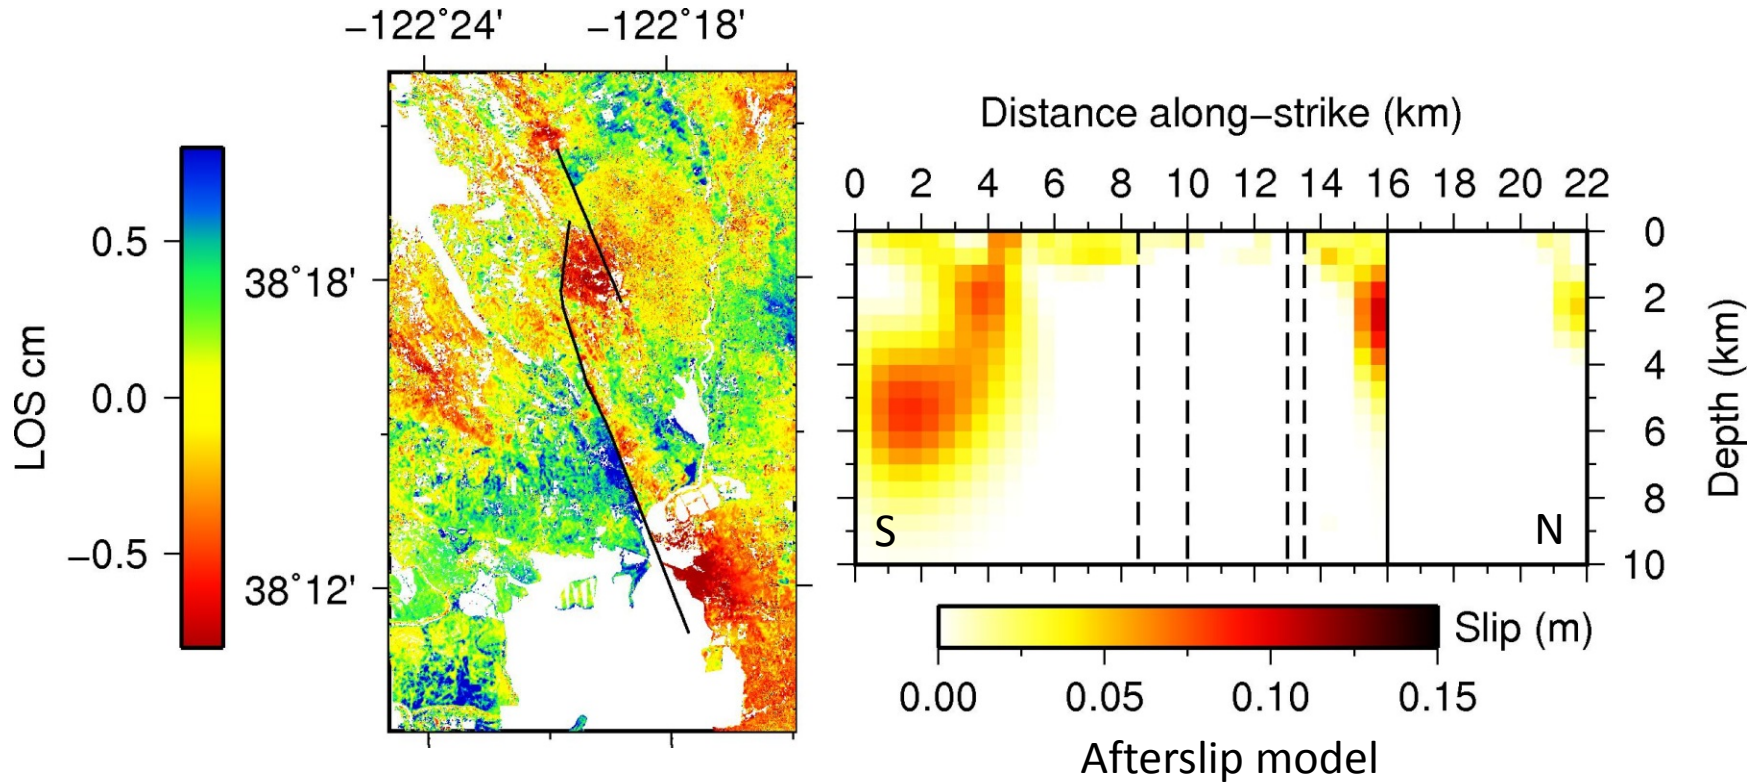 −122˚24' −122˚18'
Distance along−strike (km)
0 2 4 6 8 10 12 14 16 18 20 22
LOS cm
0.5
0.0
−0.5
38˚18'
38˚12'
0
2
4
6
8
10
Depth (km)
S N
Slip (m)
0.00 0.05 0.10 0.15
Afterslip model